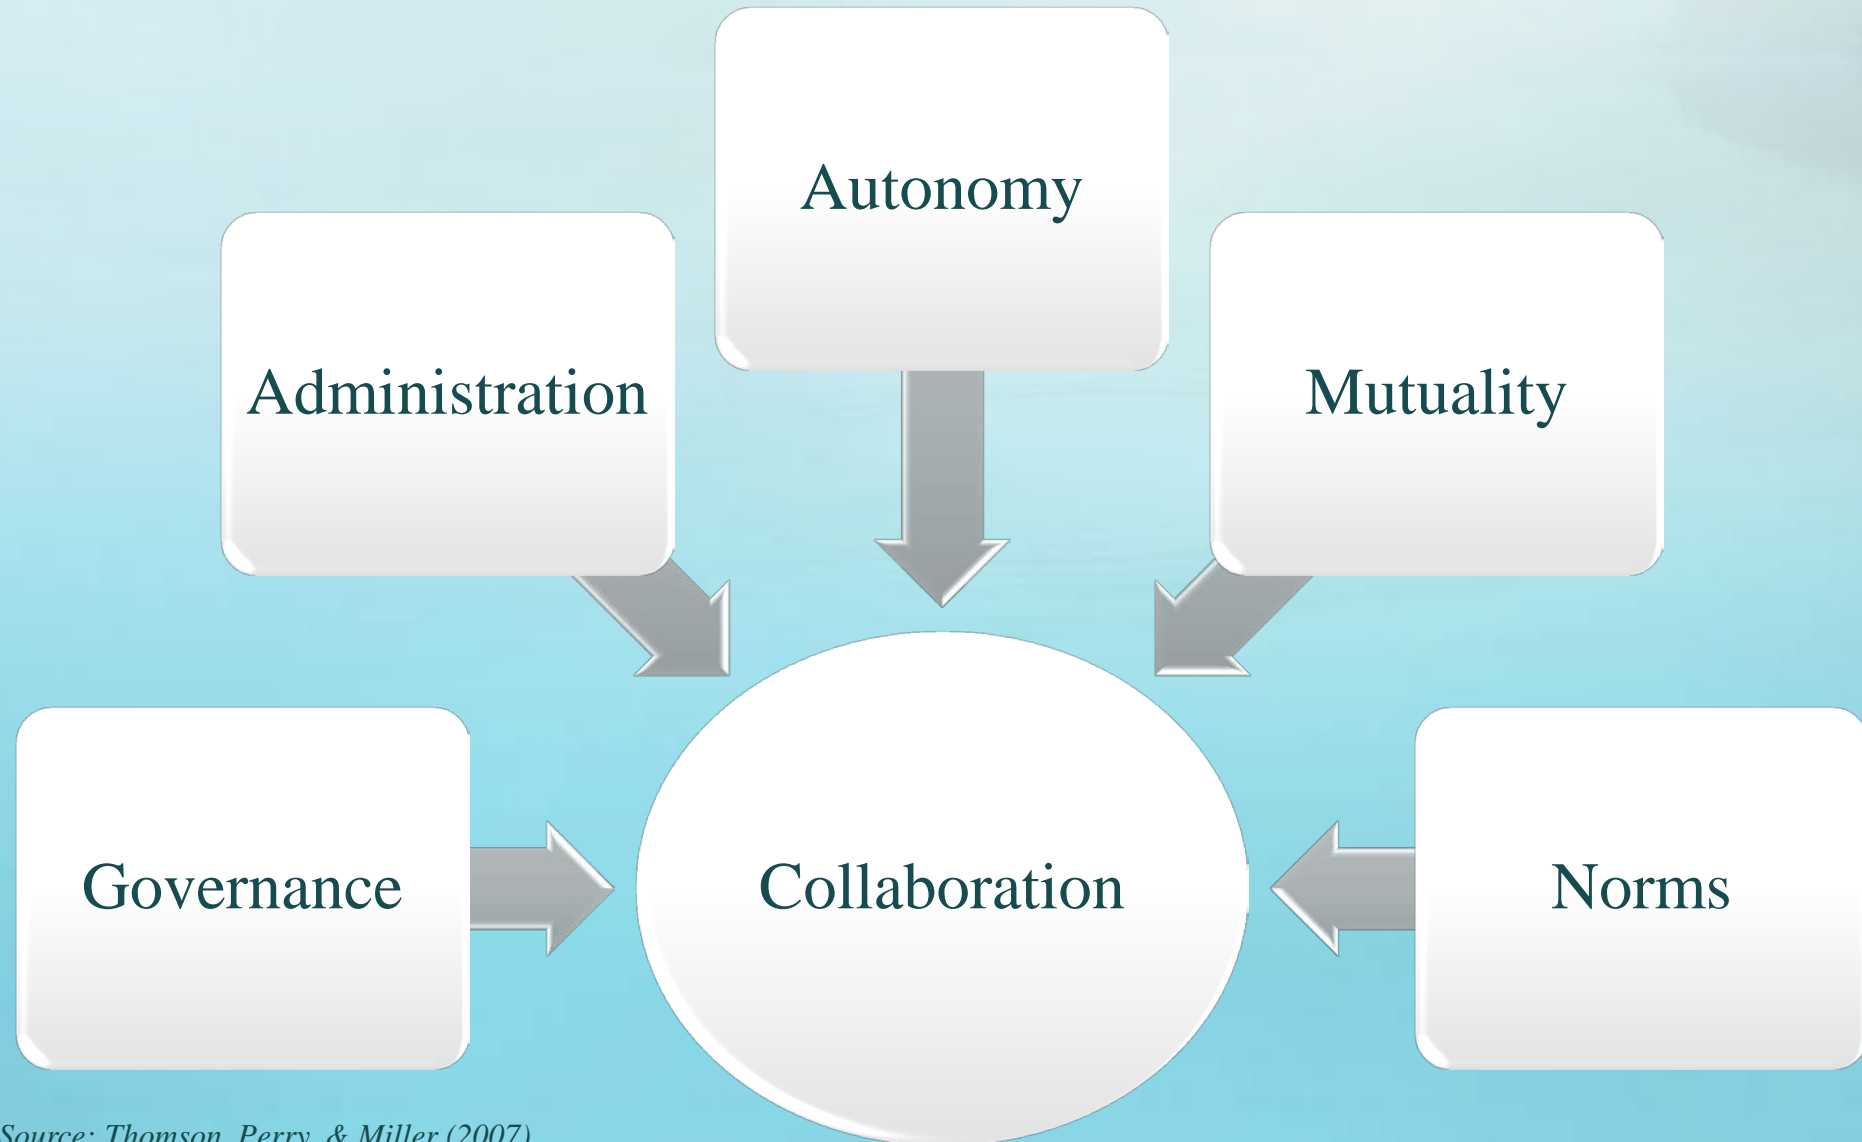 Autonomy
Administration
Mutuality
Governance
Collaboration
Norms
Source: Thomson, Perry, & Miller (2007)